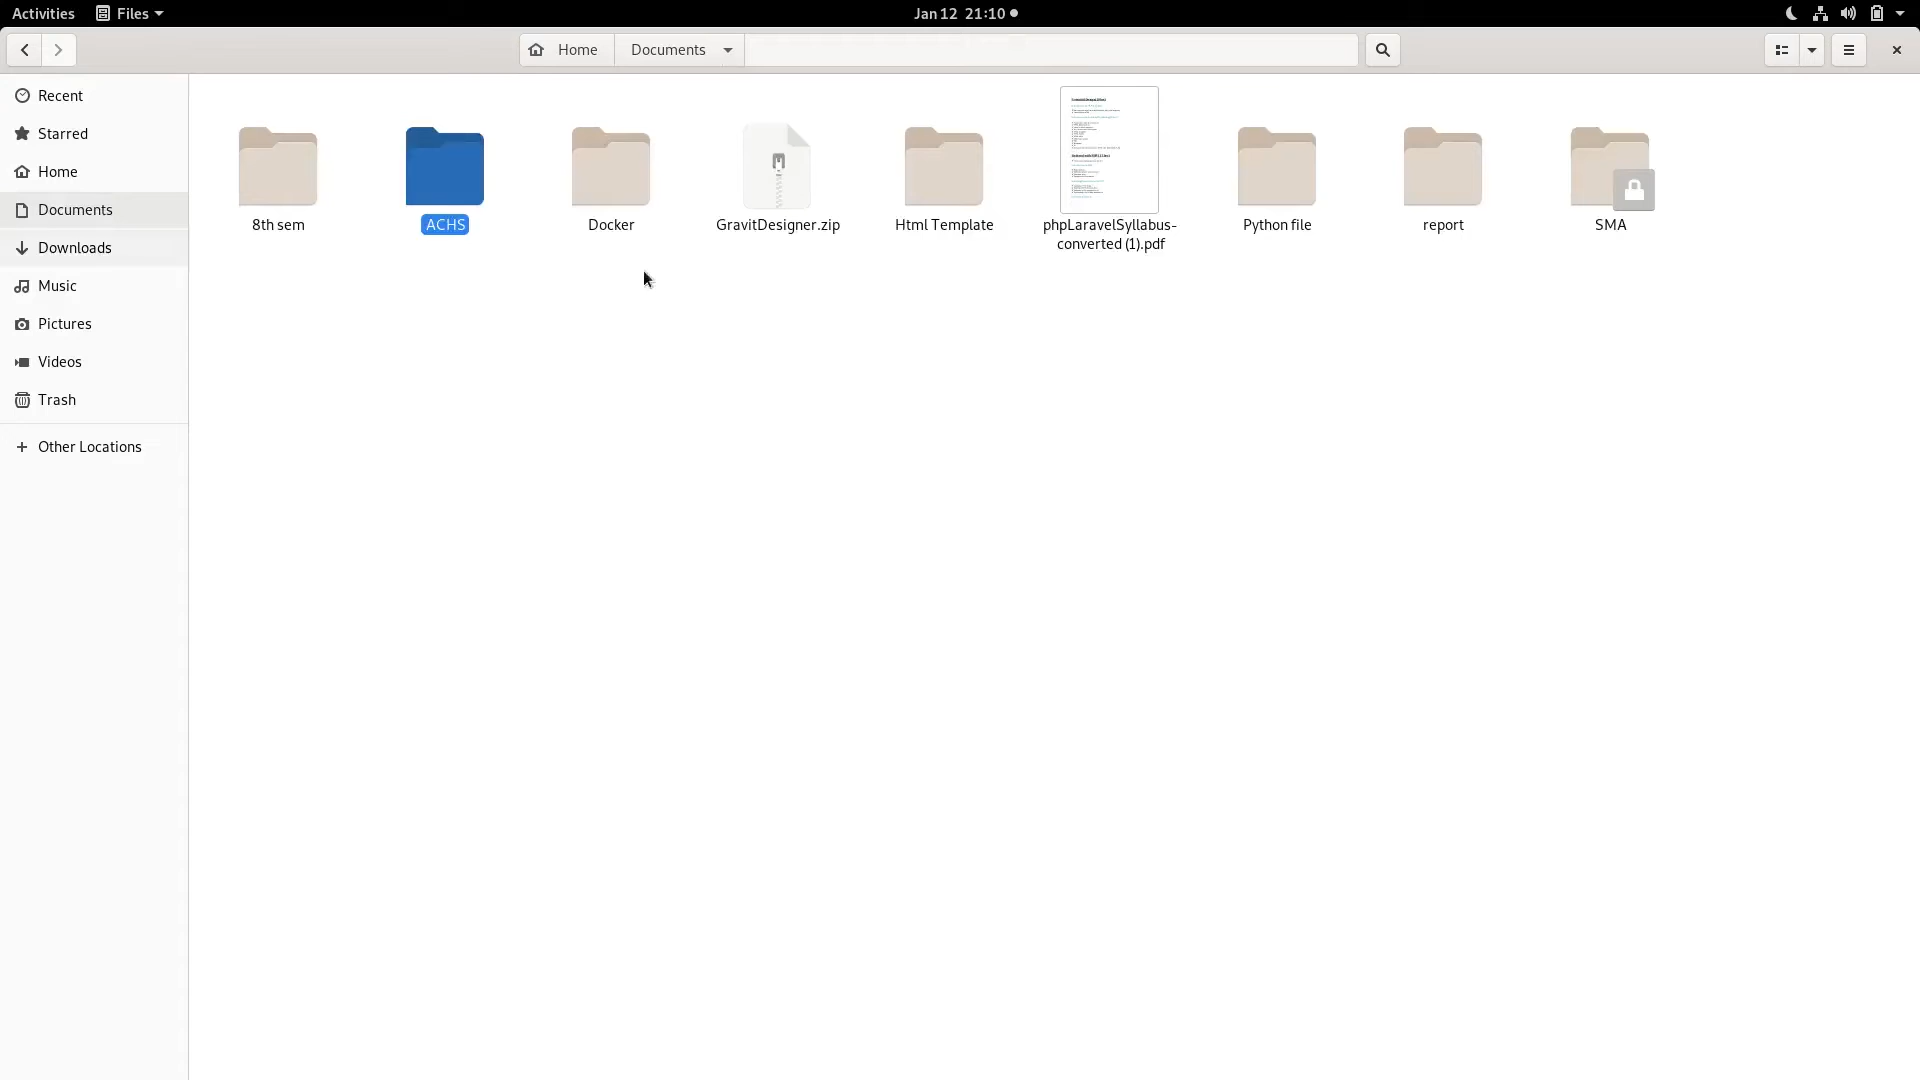 Activities Files Jan 12 21:10
Home Documents
Recent
Starred
Home
Documents
Downloads
Music
Pictures
Videos
Trash
Other Locations
8th sem ACHS Docker GravitDesigner.zip Html Template phpLaravelSyllabus- Python file report SMA
converted (1).pdf